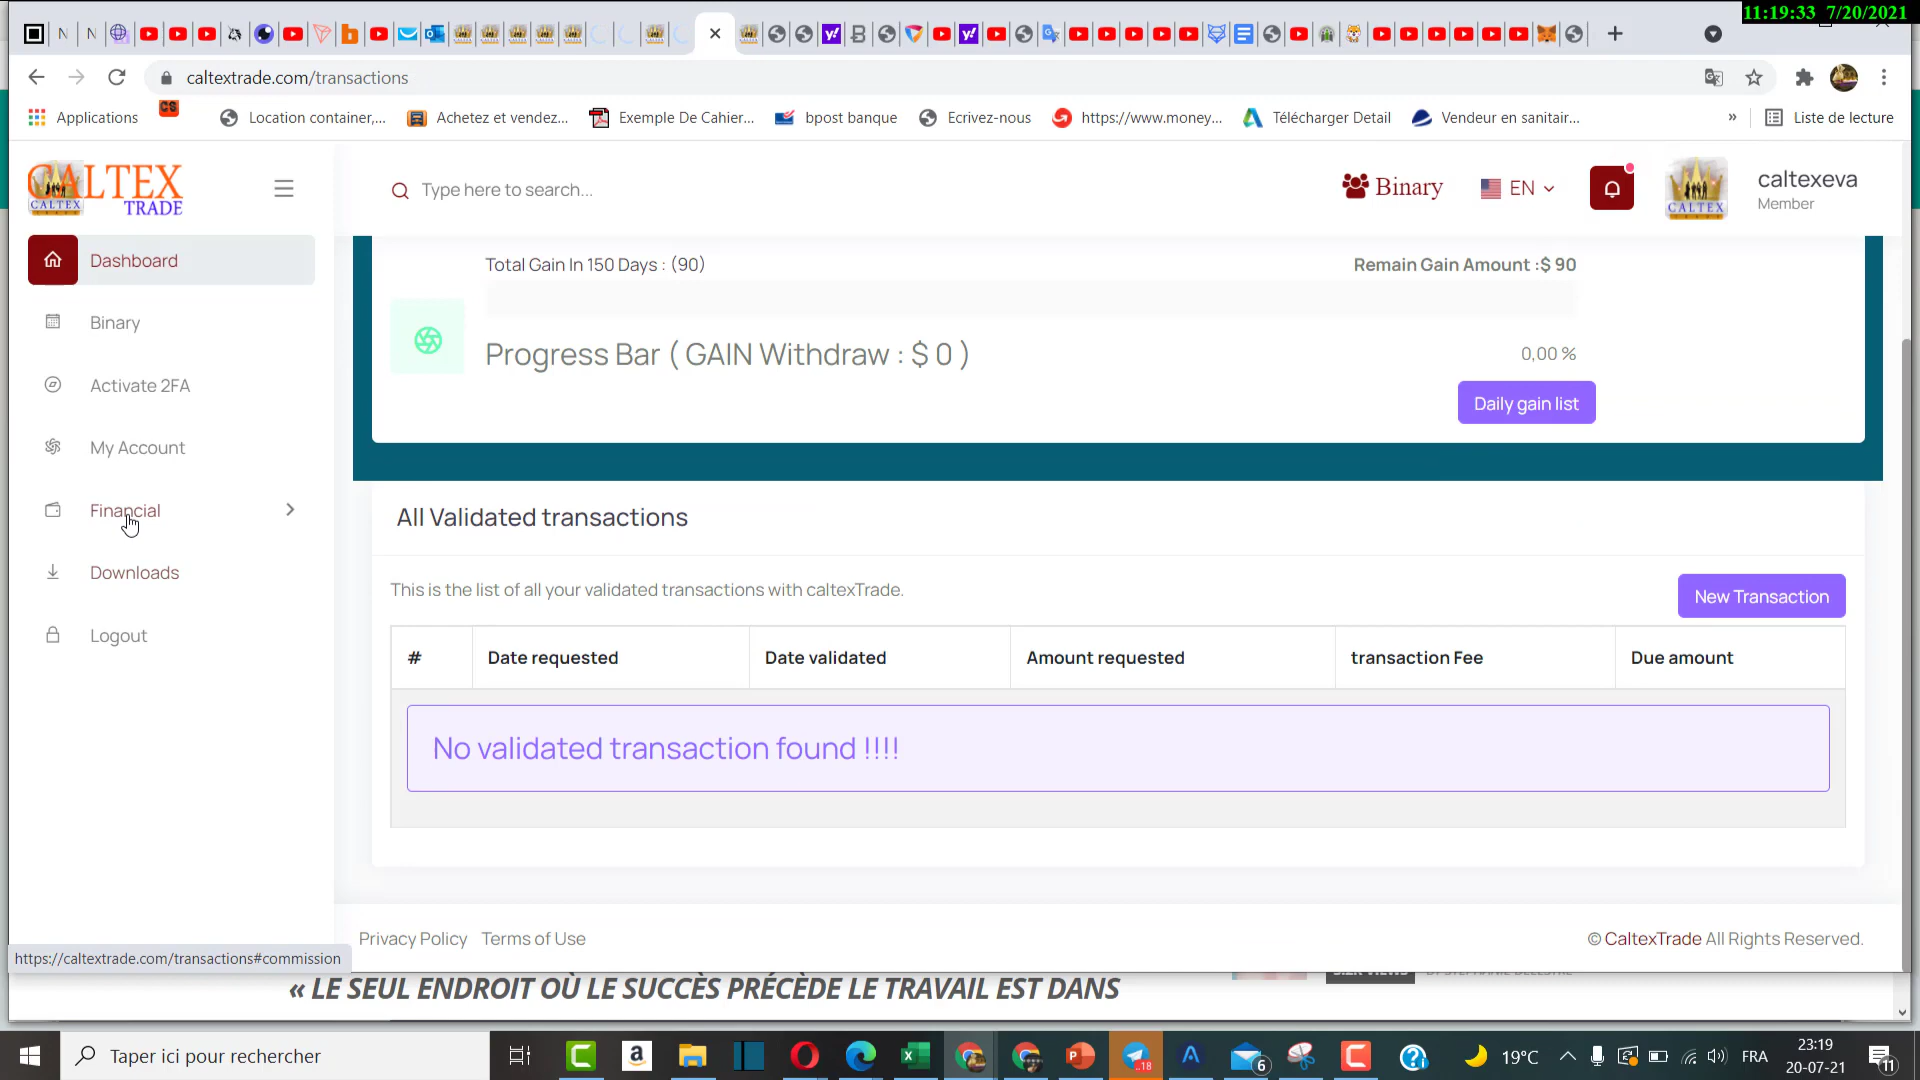 11:19:33 7/20/2021
caltextrade.com/transactions
Applications
CS
Location container,...
Achetez et vendez...
Exemple De Cahier...
bpost banque
Ecrivez-nous
https://www.money...
Télécharger Detail
Vendeur en sanitair...
»
Liste de lecture
CALTEX
TRADE
CALTEX
Type here to search...
Binary
EN
CALTEX
caltexeva
Member
Dashboard
Binary
Activate 2FA
My Account
Financial
Downloads
Logout
Total Gain In 150 Days : (90)
Remain Gain Amount :$ 90
Progress Bar ( GAIN Withdraw : $ 0 )
0,00 %
Daily gain list
All Validated transactions
This is the list of all your validated transactions with caltexTrade.
New Transaction
# Date requested Date validated Amount requested transaction Fee Due amount
No validated transaction found !!!!
Privacy Policy Terms of Use
© CaltexTrade All Rights Reserved.
https://caltextrade.com/transactions#commission
« LE SEUL ENDROIT OÙ LE SUCCÈS PRÉCÈDE LE TRAVAIL EST DANS
Taper ici pour rechercher
18
6
19°C
FRA
23:19
20-07-21
11